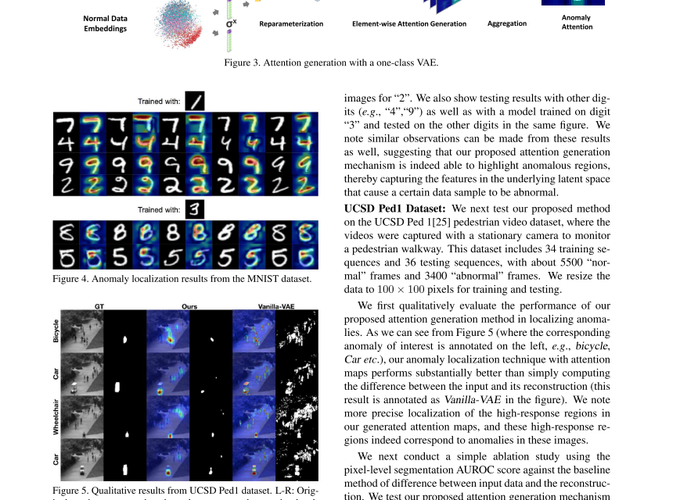 Normal Data
Embeddings
σˣ
Reparameterization
Element-wise Attention Generation
Aggregation
Anomaly
Attention
Figure 3. Attention generation with a one-class VAE.
Trained with:
Trained with:
Figure 4. Anomaly localization results from the MNIST dataset.
GT
Ours
Vanilla-VAE
Bicycle
Car
Wheelchair
Car
Figure 5. Qualitative results from UCSD Ped1 dataset. L-R: Orig-
images for “2”. We also show testing results with other dig-
its (e.g., “4”,“9”) as well as with a model trained on digit
“3” and tested on the other digits in the same figure. We
note similar observations can be made from these results
as well, suggesting that our proposed attention generation
mechanism is indeed able to highlight anomalous regions,
thereby capturing the features in the underlying latent space
that cause a certain data sample to be abnormal.
UCSD Ped1 Dataset: We next test our proposed method
on the UCSD Ped 1[25] pedestrian video dataset, where the
videos were captured with a stationary camera to monitor
a pedestrian walkway. This dataset includes 34 training se-
quences and 36 testing sequences, with about 5500 “nor-
mal” frames and 3400 “abnormal” frames. We resize the
data to 100 × 100 pixels for training and testing.
We first qualitatively evaluate the performance of our
proposed attention generation method in localizing anoma-
lies. As we can see from Figure 5 (where the corresponding
anomaly of interest is annotated on the left, e.g., bicycle,
Car etc.), our anomaly localization technique with attention
maps performs substantially better than simply computing
the difference between the input and its reconstruction (this
result is annotated as Vanilla-VAE in the figure). We note
more precise localization of the high-response regions in
our generated attention maps, and these high-response re-
gions indeed correspond to anomalies in these images.
We next conduct a simple ablation study using the
pixel-level segmentation AUROC score against the baseline
method of difference between input data and the reconstruc-
tion. We test our proposed attention generation mechanism